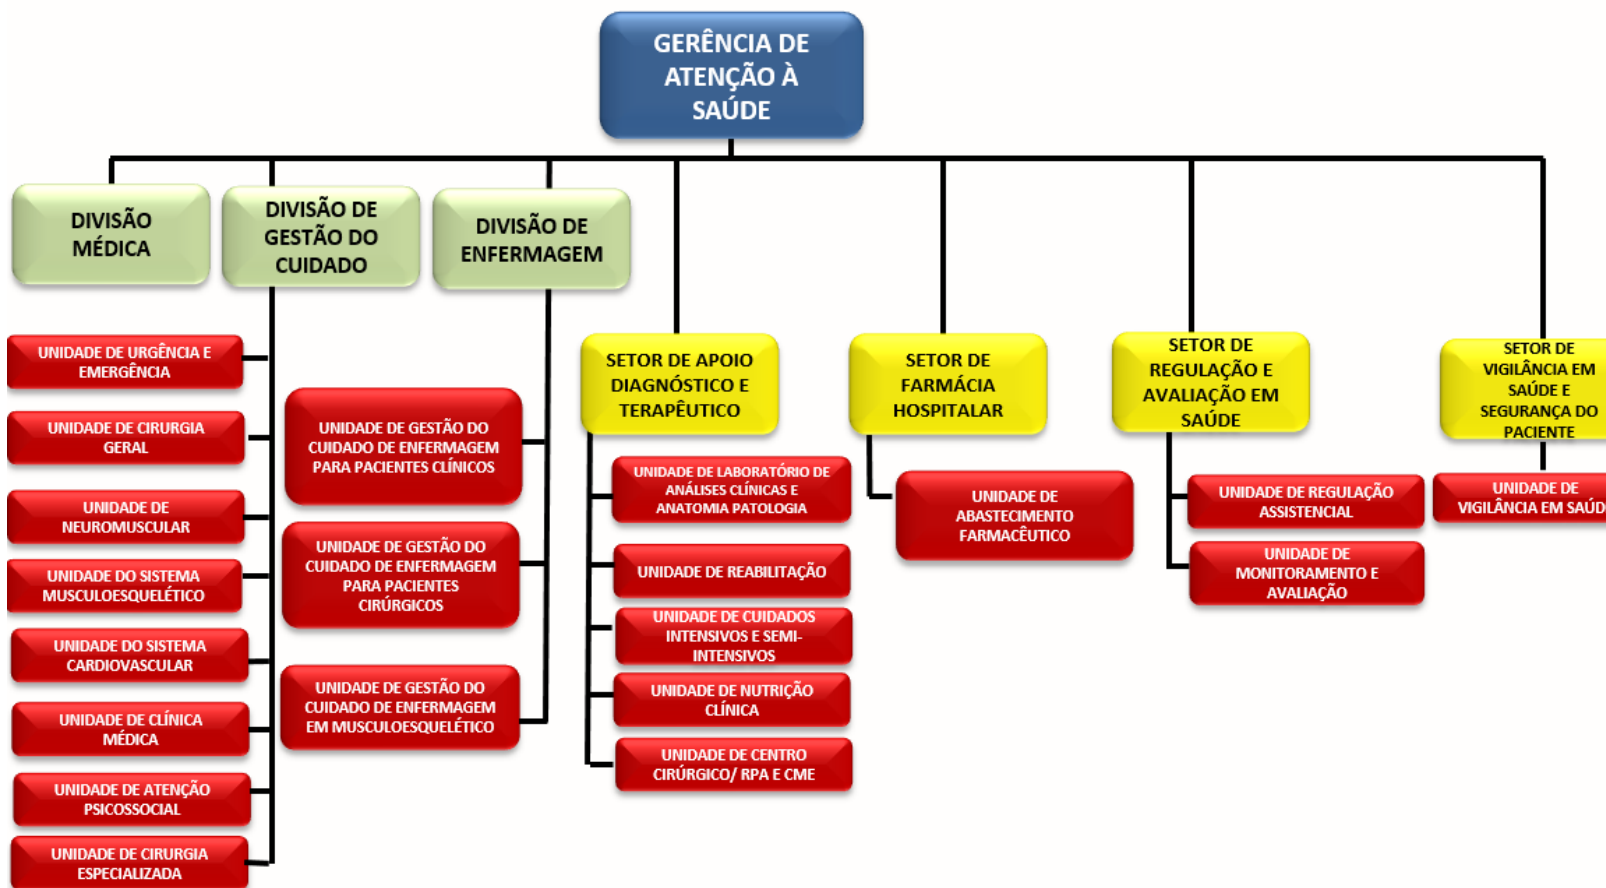 GERÊNCIA DE
ATENÇÃO À
SAÚDE
DIVISÃO
MÉDICA
DIVISÃO DE
GESTÃO DO
CUIDADO
DIVISÃO DE
ENFERMAGEM
UNIDADE DE URGÊNCIA E
EMERGÊNCIA
UNIDADE DE CIRURGIA
GERAL
UNIDADE DE
NEUROMUSCULAR
UNIDADE DO SISTEMA
MUSCULOESQUELÉTICO
UNIDADE DO SISTEMA
CARDIOVASCULAR
UNIDADE DE CLÍNICA
MÉDICA
UNIDADE DE ATENÇÃO
PSICOSSOCIAL
UNIDADE DE CIRURGIA
ESPECIALIZADA
UNIDADE DE GESTÃO DO
CUIDADO DE ENFERMAGEM
PARA PACIENTES CLÍNICOS
UNIDADE DE GESTÃO DO
CUIDADO DE ENFERMAGEM
PARA PACIENTES
CIRÚRGICOS
UNIDADE DE GESTÃO DO
CUIDADO DE ENFERMAGEM
EM MUSCULOESQUELÉTICO
SETOR DE APOIO
DIAGNÓSTICO E
TERAPÊUTICO
UNIDADE DE LABORATÓRIO DE
ANÁLISES CLÍNICAS E
ANATOMIA PATOLOGIA
UNIDADE DE REABILITAÇÃO
UNIDADE DE CUIDADOS
INTENSIVOS E SEMI-
INTENSIVOS
UNIDADE DE NUTRIÇÃO
CLÍNICA
UNIDADE DE CENTRO
CIRÚRGICO/ RPA E CME
SETOR DE
FARMÁCIA
HOSPITALAR
UNIDADE DE
ABASTECIMENTO
FARMACÊUTICO
SETOR DE
REGULAÇÃO E
AVALIAÇÃO EM
SAÚDE
UNIDADE DE REGULAÇÃO
ASSISTENCIAL
UNIDADE DE
MONITORAMENTO E
AVALIAÇÃO
SETOR DE
VIGILÂNCIA EM
SAÚDE E
SEGURANÇA DO
PACIENTE
UNIDADE DE
VIGILÂNCIA EM SAÚD